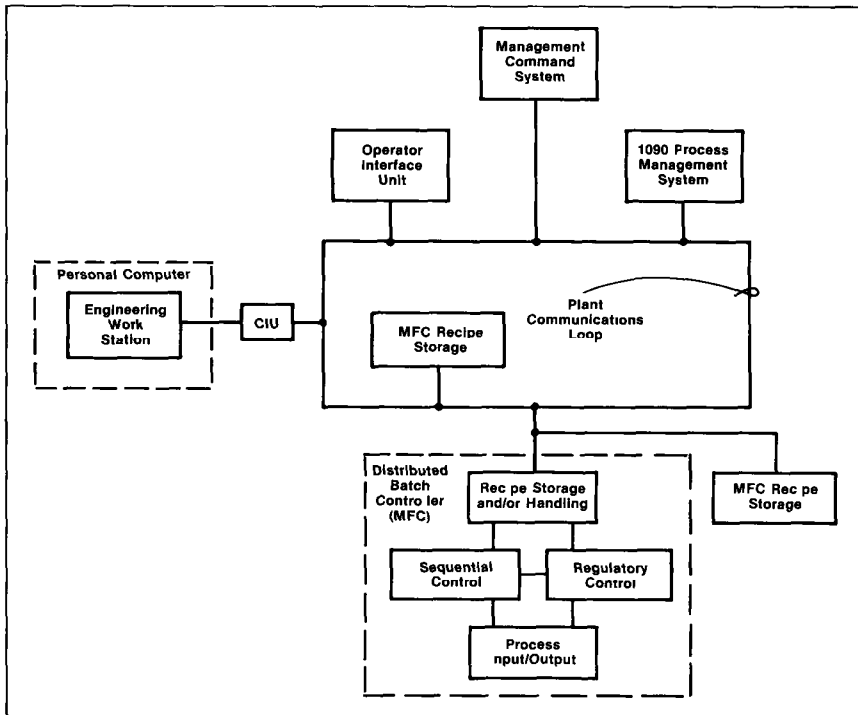 Management
Command
System
Operator
Interface
Unit
1090 Process
Management
System
Personal Computer
Engineering
Work
Station
CIU
MFC Recipe
Storage
Plant
Communications
Loop
Distributed
Batch
Contro ler
(MFC)
Rec pe Storage
and/or Handling
MFC Rec pe
Storage
Sequential
Control
Regulatory
Control
Process
nput/Output